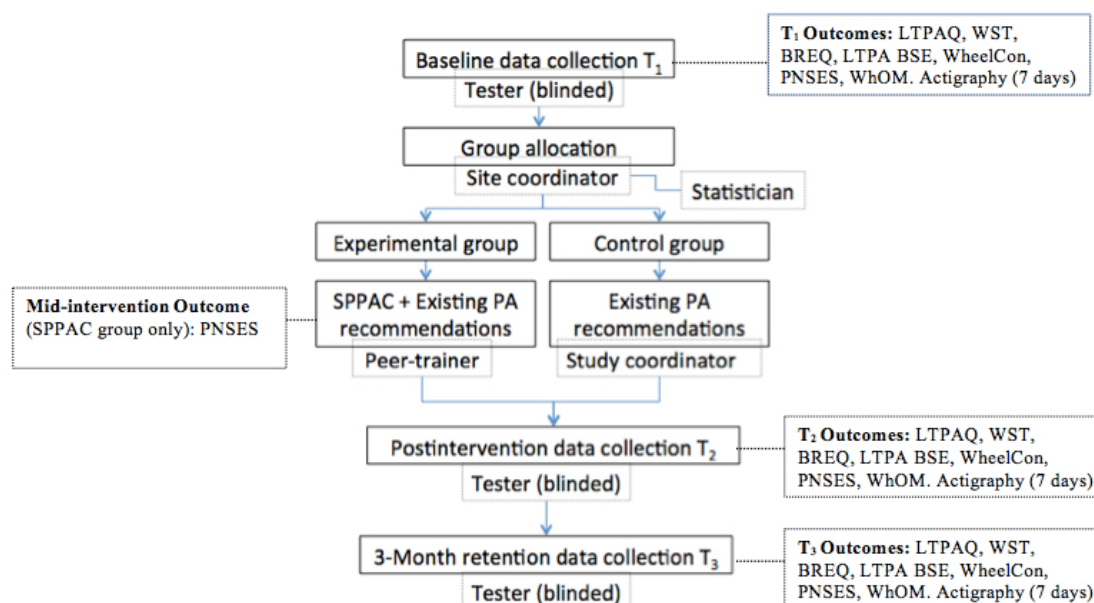 Baseline data collection T₁
Tester (blinded)
T₁ Outcomes: LTPAQ, WST,
BREQ, LTPA BSE, WheelCon,
PNSES, WhOM. Actigraphy (7 days)
Group allocation
Site coordinator
Statistician
Experimental group
Control group
Mid-intervention Outcome
(SPPAC group only): PNSES
SPPAC + Existing PA
recommendations
Peer-trainer
Existing PA
recommendations
Study coordinator
Postintervention data collection T₂
Tester (blinded)
T₂ Outcomes: LTPAQ, WST,
BREQ, LTPA BSE, WheelCon,
PNSES, WhOM. Actigraphy (7 days)
3-Month retention data collection T₃
Tester (blinded)
T₃ Outcomes: LTPAQ, WST,
BREQ, LTPA BSE, WheelCon,
PNSES, WhOM. Actigraphy (7 days)